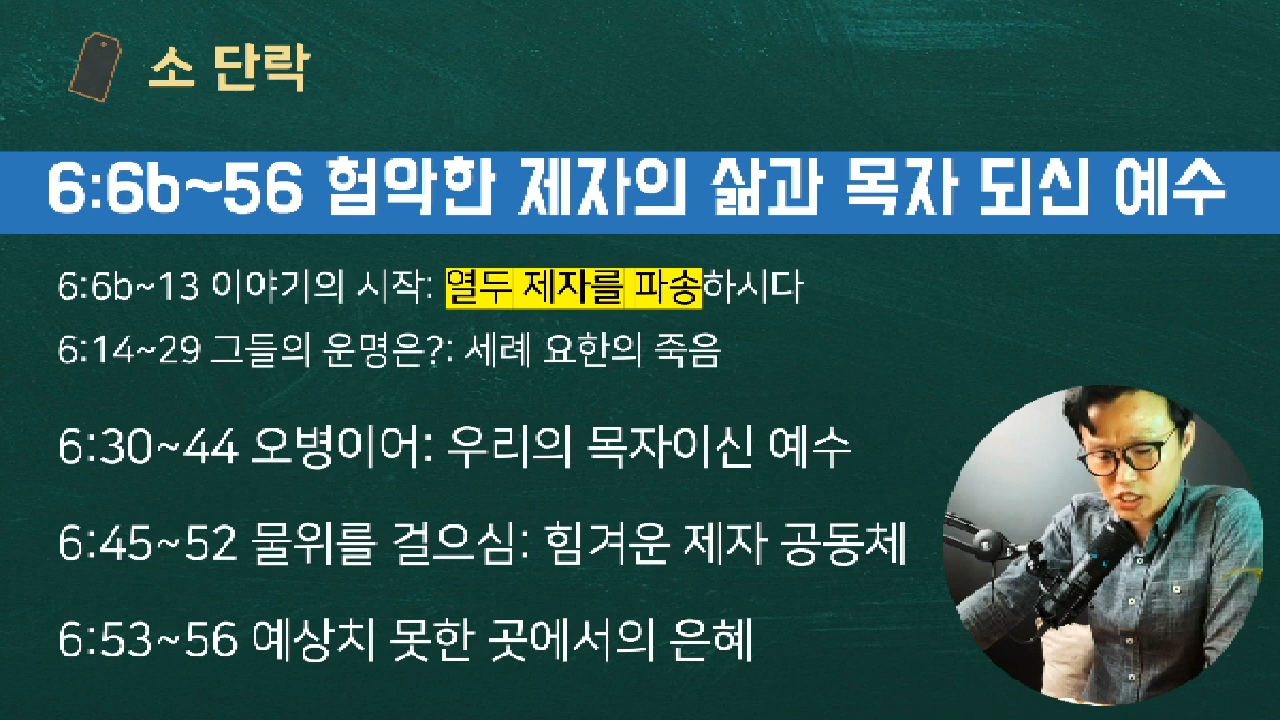 소 단락
6:6b~56 험악한 제자의 삶과 목자 되신 예수
6:6b~13 이야기의 시작: 열두 제자를 파송하시다
6:14~29 그들의 운명은?: 세례 요한의 죽음
6:30~44 오병이어: 우리의 목자이신 예수
6:45~52 물위를 걸으심: 힘겨운 제자 공동체
6:53~56 예상치 못한 곳에서의 은혜